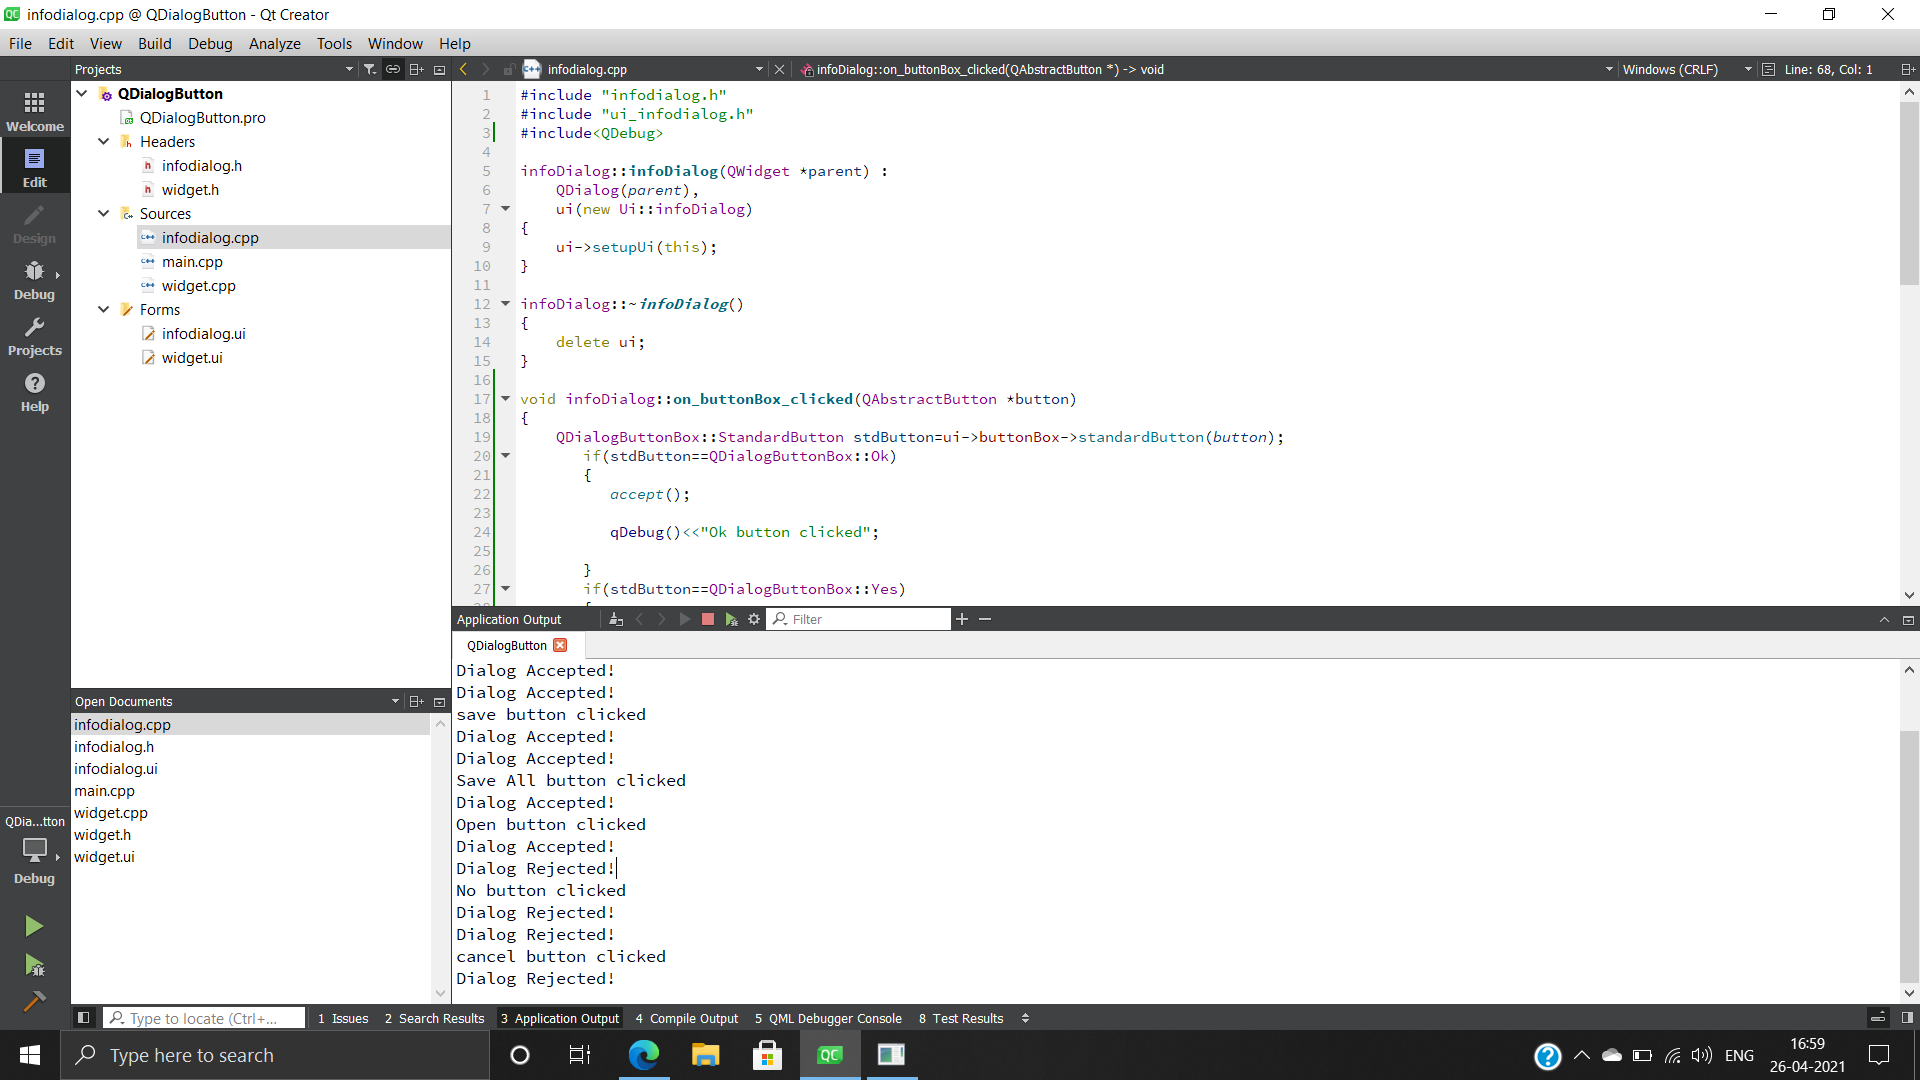 infodialog.cpp @ QDialogButton - Qt Creator
File Edit View Build Debug Analyze Tools Window Help
Projects
infodialog.cpp
infoDialog::on_buttonBox_clicked(QAbstractButton *) -> void
Windows (CRLF)
Line: 68, Col: 1
Welcome
Edit
Design
Debug
Projects
Help
QDialogButton
QDialogButton.pro
Headers
infodialog.h
widget.h
Sources
infodialog.cpp
main.cpp
widget.cpp
Forms
infodialog.ui
widget.ui
1 #include "infodialog.h"
2 #include "ui_infodialog.h"
3 #include<QDebug>
4
5 infoDialog::infoDialog(QWidget *parent) :
6     QDialog(parent),
7     ui(new Ui::infoDialog)
8 {
9     ui->setupUi(this);
10 }
11
12 infoDialog::~infoDialog()
13 {
14     delete ui;
15 }
16
17 void infoDialog::on_buttonBox_clicked(QAbstractButton *button)
18 {
19     QDialogButtonBox::StandardButton stdButton=ui->buttonBox->standardButton(button);
20        if(stdButton==QDialogButtonBox::Ok)
21        {
22           accept();
23
24           qDebug()<<"Ok button clicked";
25
26        }
27        if(stdButton==QDialogButtonBox::Yes)
28        {
Application Output
Filter
QDialogButton
Dialog Accepted!
Dialog Accepted!
save button clicked
Dialog Accepted!
Dialog Accepted!
Save All button clicked
Dialog Accepted!
Open button clicked
Dialog Accepted!
Dialog Rejected!
No button clicked
Dialog Rejected!
Dialog Rejected!
cancel button clicked
Dialog Rejected!
Open Documents
infodialog.cpp
infodialog.h
infodialog.ui
main.cpp
widget.cpp
widget.h
widget.ui
QDia...tton
Debug
Type to locate (Ctrl+...
1 Issues
2 Search Results
3 Application Output
4 Compile Output
5 QML Debugger Console
8 Test Results
Type here to search
QC
ENG
16:59
26-04-2021